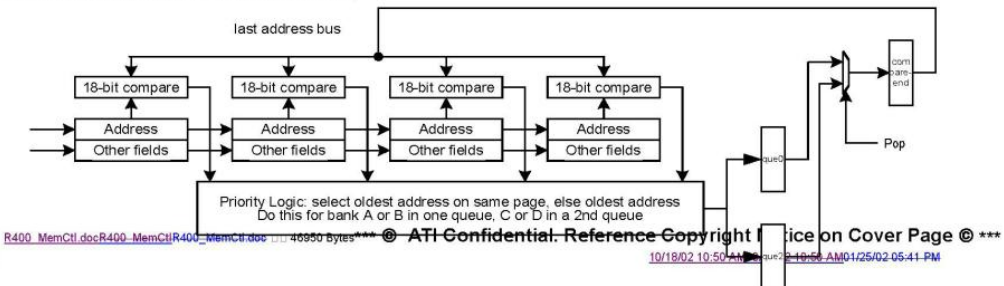 last address bus
18-bit compare
18-bit compare
18-bit compare
18-bit compare
com
pare-
end
Address
Address
Address
Address
Other fields
Other fields
Other fields
Other fields
Pop
que0
Priority Logic: select oldest address on same page, else oldest address
Do this for bank A or B in one queue, C or D in a 2nd queue
que2
R400_MemCtl.docR400_MemCtlR400_MemCtl.doc 46950 Bytes*** © ATI Confidential. Reference Copyright Notice on Cover Page © ***
10/18/02 10:50 AM 10:50 AM01/25/02 05:41 PM